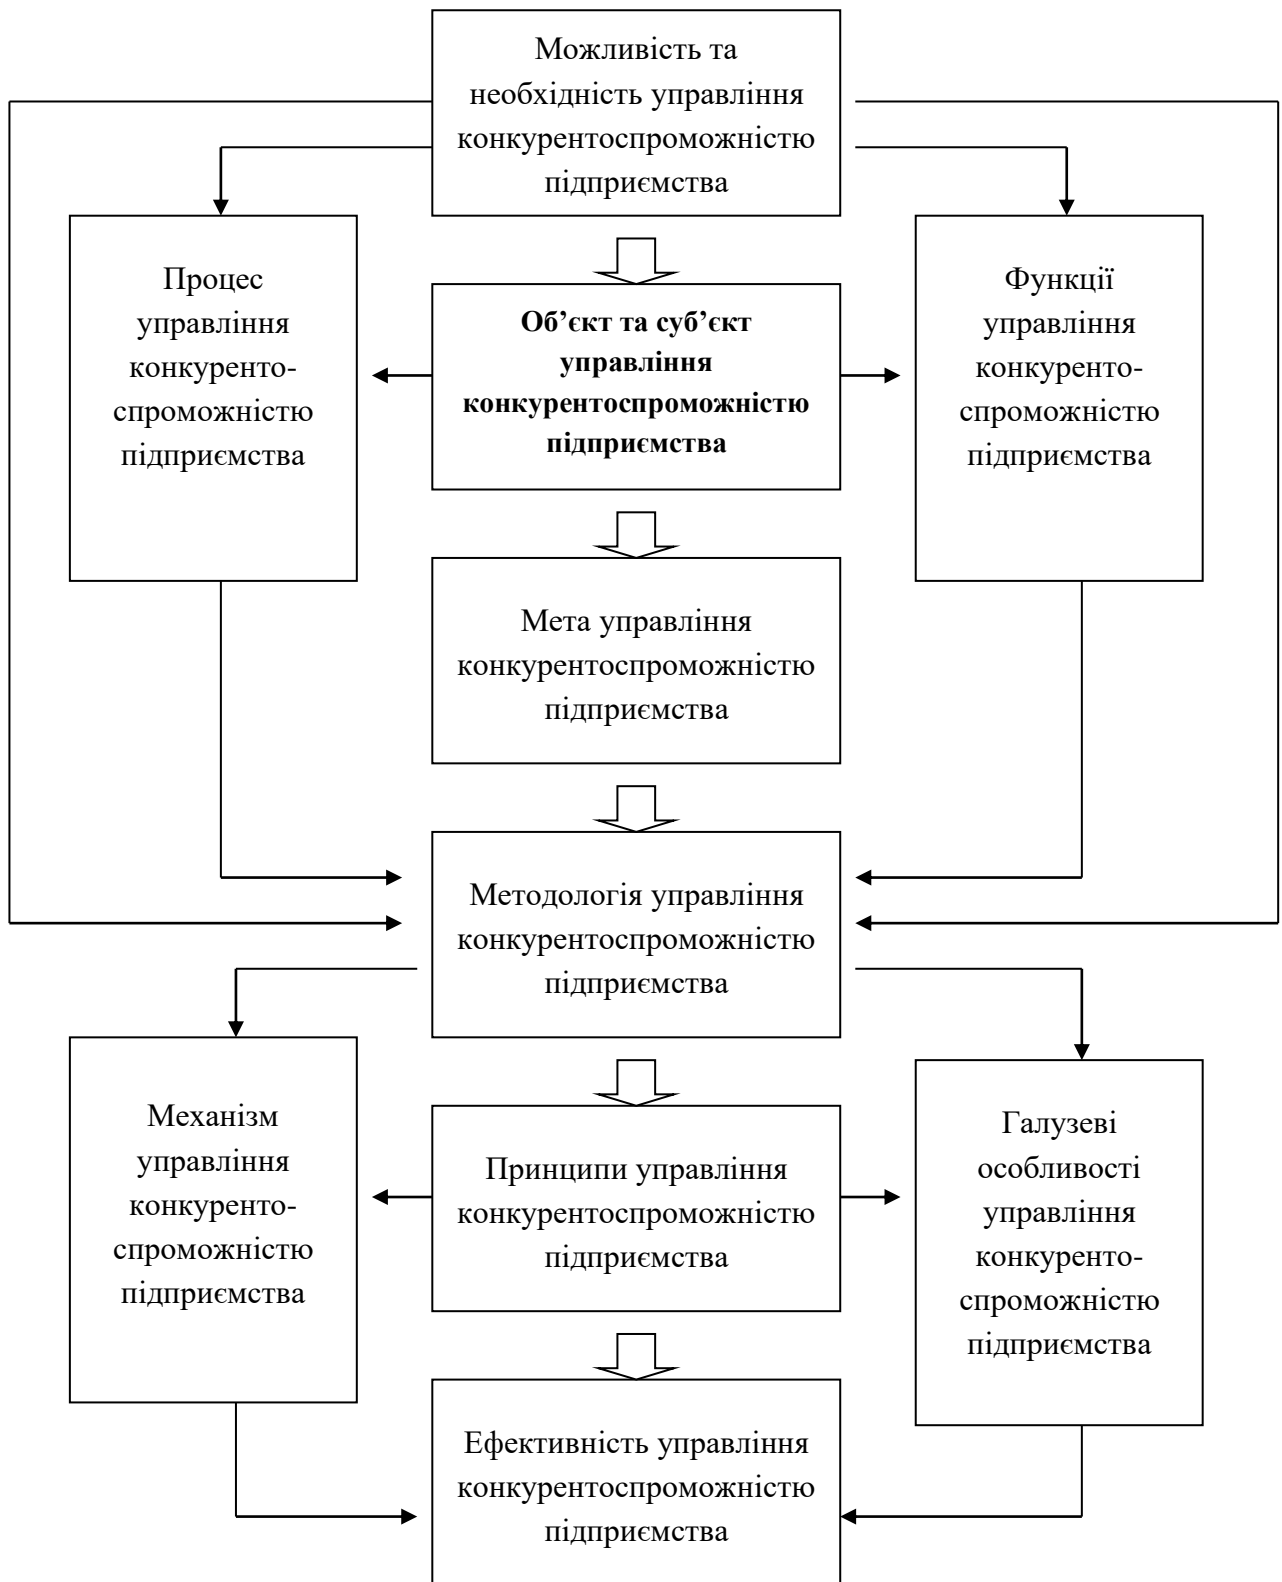 Можливість та
необхідність управління
конкурентоспроможністю
підприємства
Процес
управління
конкуренто-
спроможністю
підприємства
Об’єкт та суб’єкт
управління
конкурентоспроможністю
підприємства
Функції
управління
конкуренто-
спроможністю
підприємства
Мета управління
конкурентоспроможністю
підприємства
Методологія управління
конкурентоспроможністю
підприємства
Механізм
управління
конкуренто-
спроможністю
підприємства
Принципи управління
конкурентоспроможністю
підприємства
Галузеві
особливості
управління
конкуренто-
спроможністю
підприємства
Ефективність управління
конкурентоспроможністю
підприємства